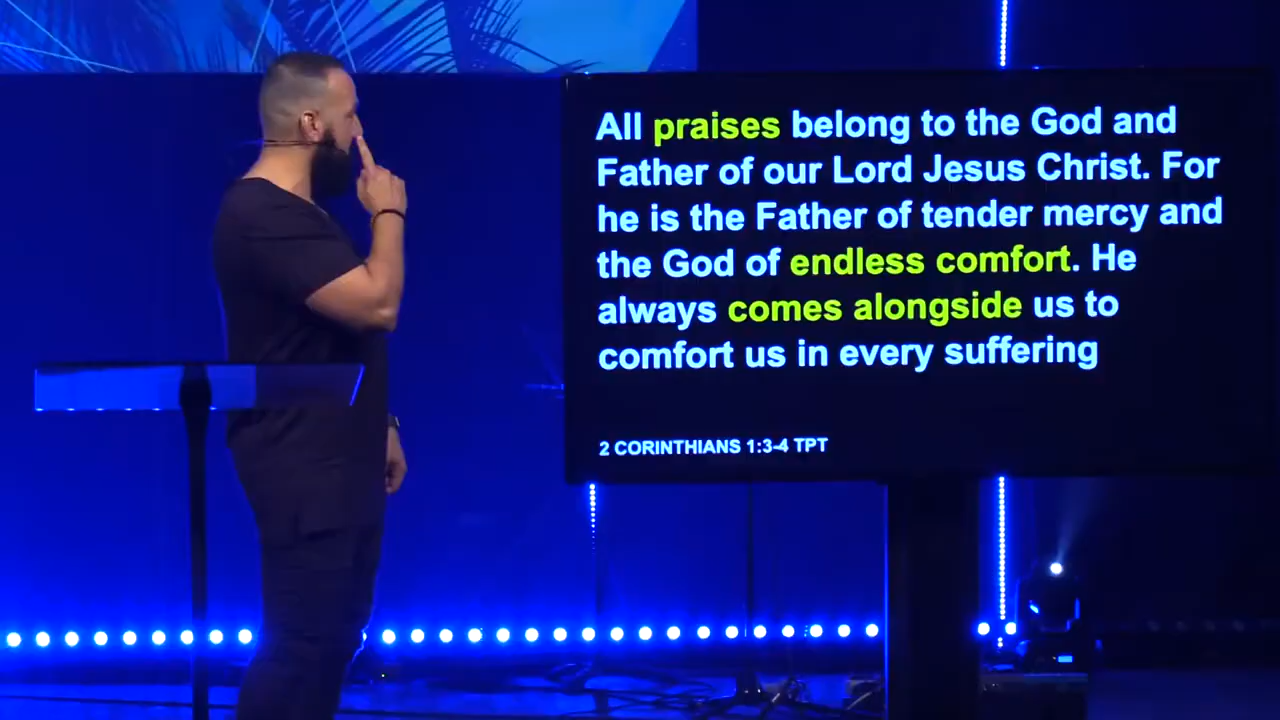 All praises belong to the God and
Father of our Lord Jesus Christ. For
he is the Father of tender mercy and
the God of endless comfort. He
always comes alongside us to
comfort us in every suffering
2 CORINTHIANS 1:3-4 TPT